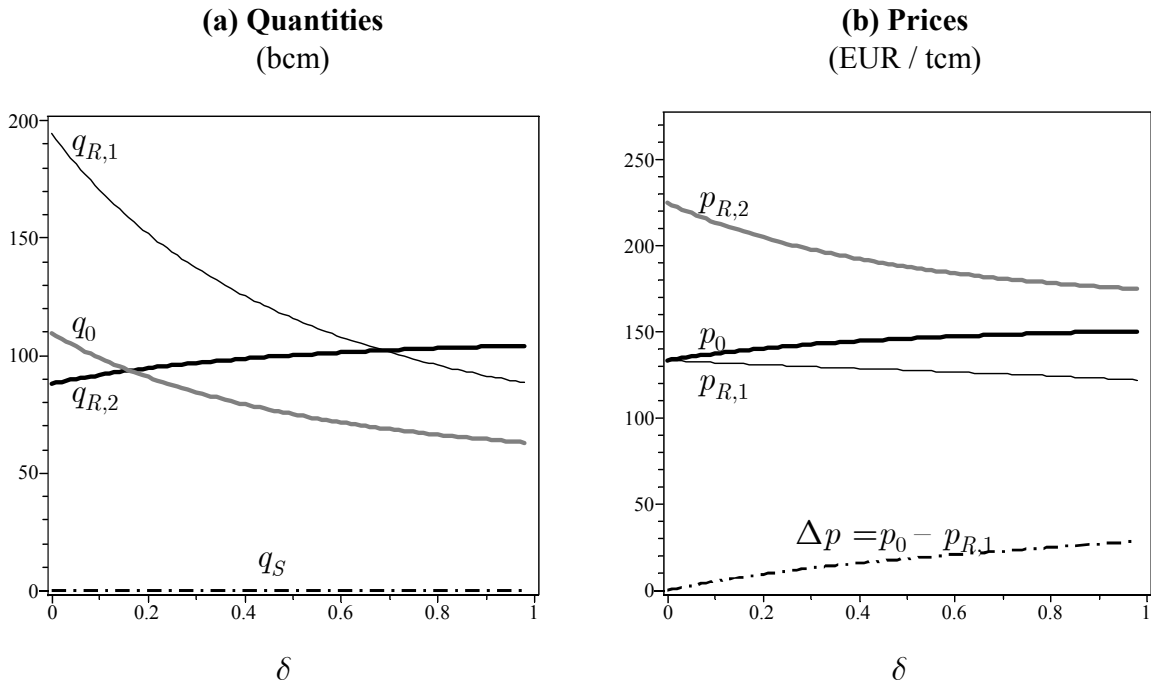 (a) Quantities
(bcm)
200
150
100
50
0
q_{R,1}
q_0
q_{R,2}
q_S
0 0.2 0.4 0.6 0.8 1
δ
(b) Prices
(EUR / tcm)
250
200
150
100
50
0
p_{R,2}
p_0
p_{R,1}
Δp = p_0 − p_{R,1}
0 0.2 0.4 0.6 0.8 1
δ